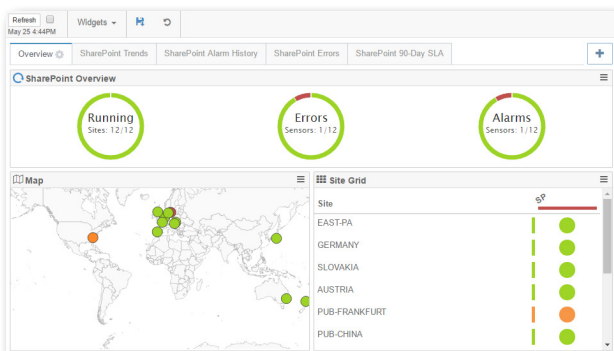 Refresh
May 25 4:44PM
Widgets
Overview
SharePoint Trends
SharePoint Alarm History
SharePoint Errors
SharePoint 90-Day SLA
+
SharePoint Overview
Running
Sites: 12/12
Errors
Sensors: 1/12
Alarms
Sensors: 1/12
Map
Site Grid
Site
SP
EAST-PA
GERMANY
SLOVAKIA
AUSTRIA
PUB-FRANKFURT
PUB-CHINA